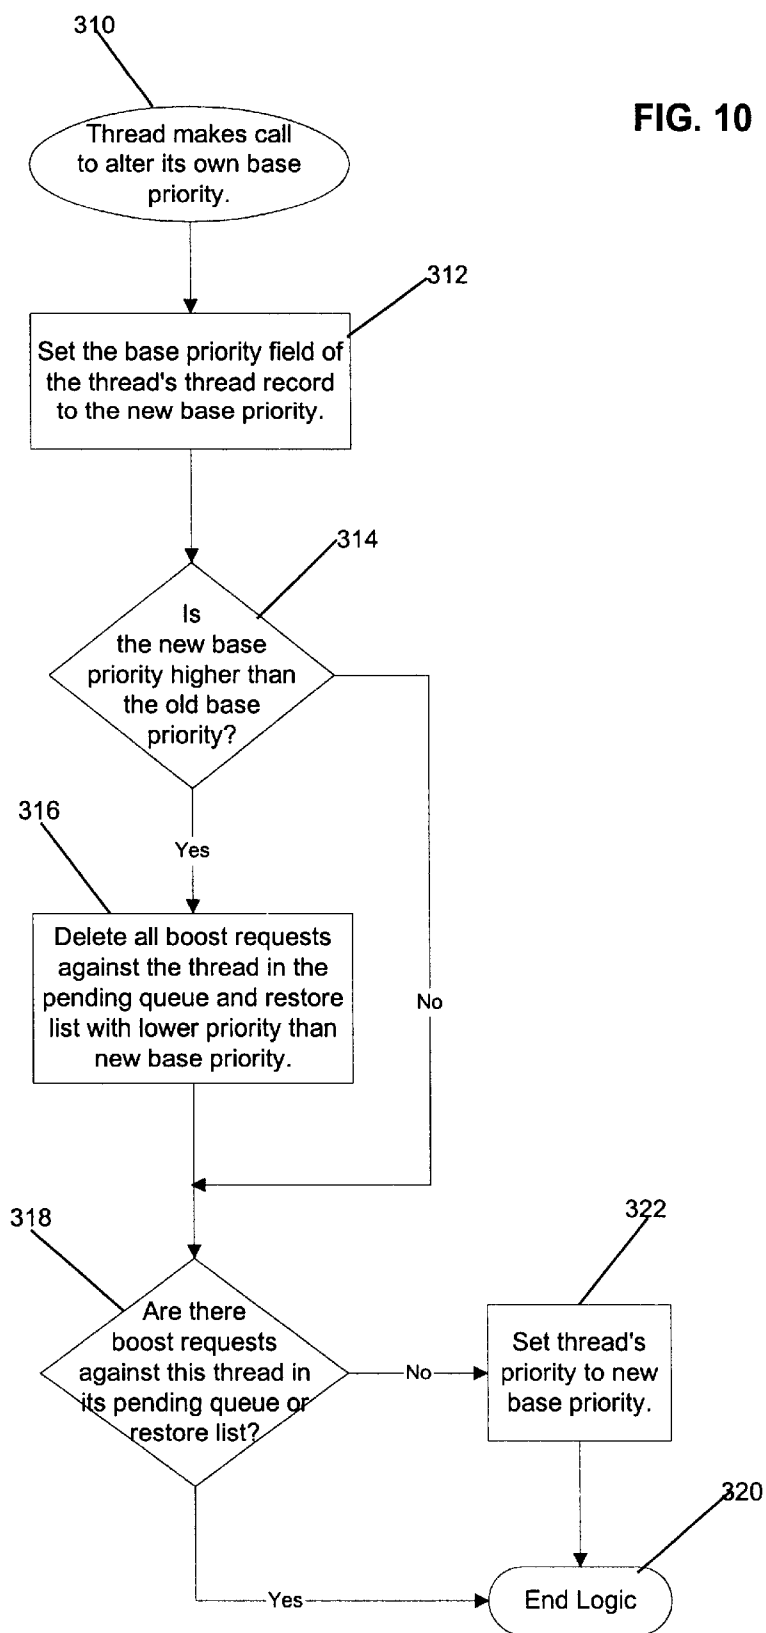 310
FIG. 10
Thread makes call
to alter its own base
priority.
312
Set the base priority field of
the thread's thread record
to the new base priority.
314
Is
the new base
priority higher than
the old base
priority?
316
Yes
Delete all boost requests
against the thread in the
pending queue and restore
list with lower priority than
new base priority.
No
318
322
Are there
boost requests
against this thread in
its pending queue or
restore list?
No
Set thread's
priority to new
base priority.
320
Yes
End Logic